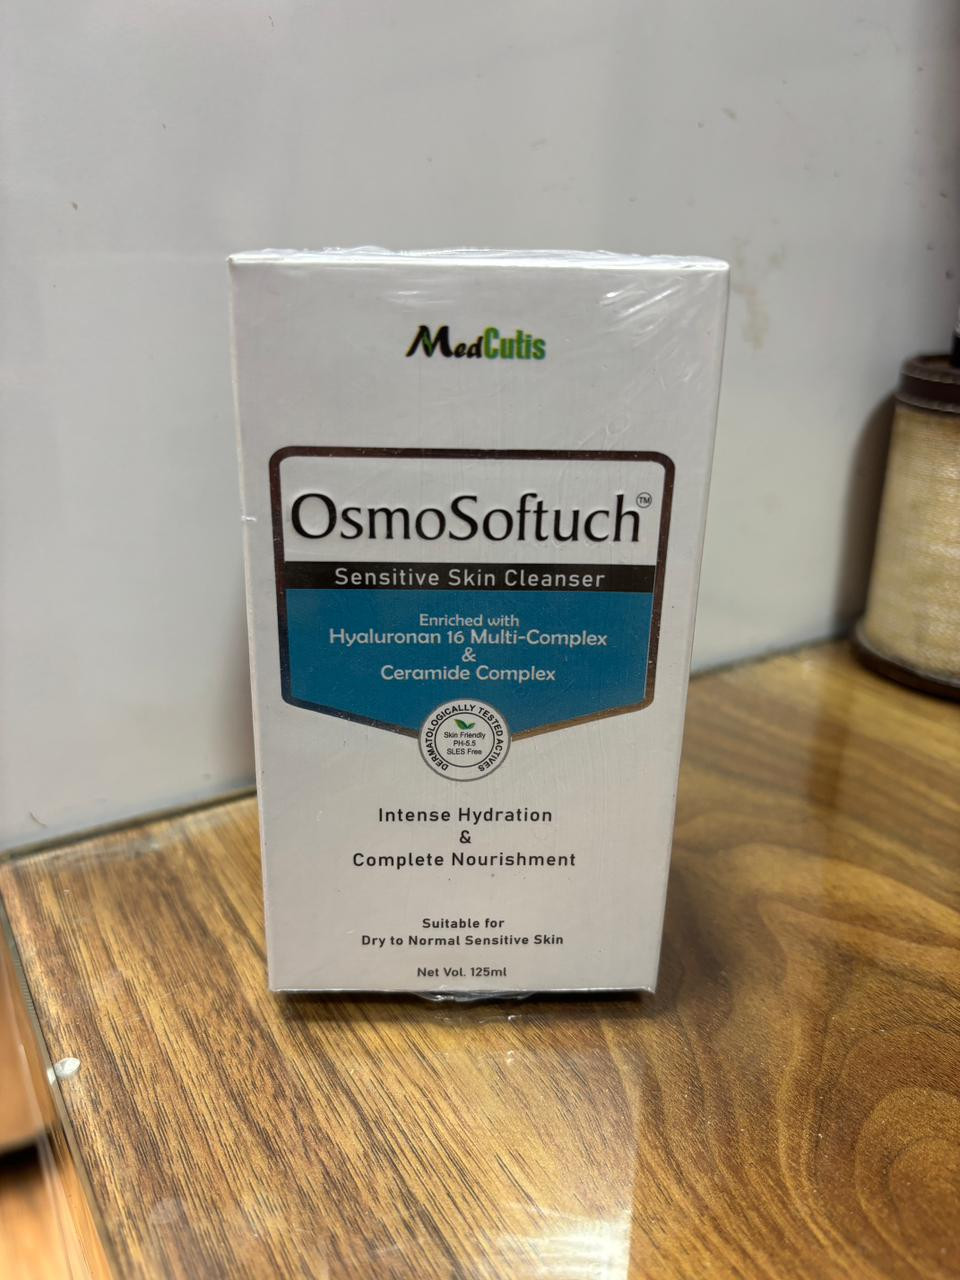 MedCutis
OsmoSoftuch™
Sensitive Skin Cleanser
Enriched with
Hyaluronan 16 Multi-Complex
&
Ceramide Complex
DERMATOLOGICALLY TESTED ACTIVES
Skin Friendly
PH-5.5
SLES Free
Intense Hydration
&
Complete Nourishment
Suitable for
Dry to Normal Sensitive Skin
Net Vol. 125ml